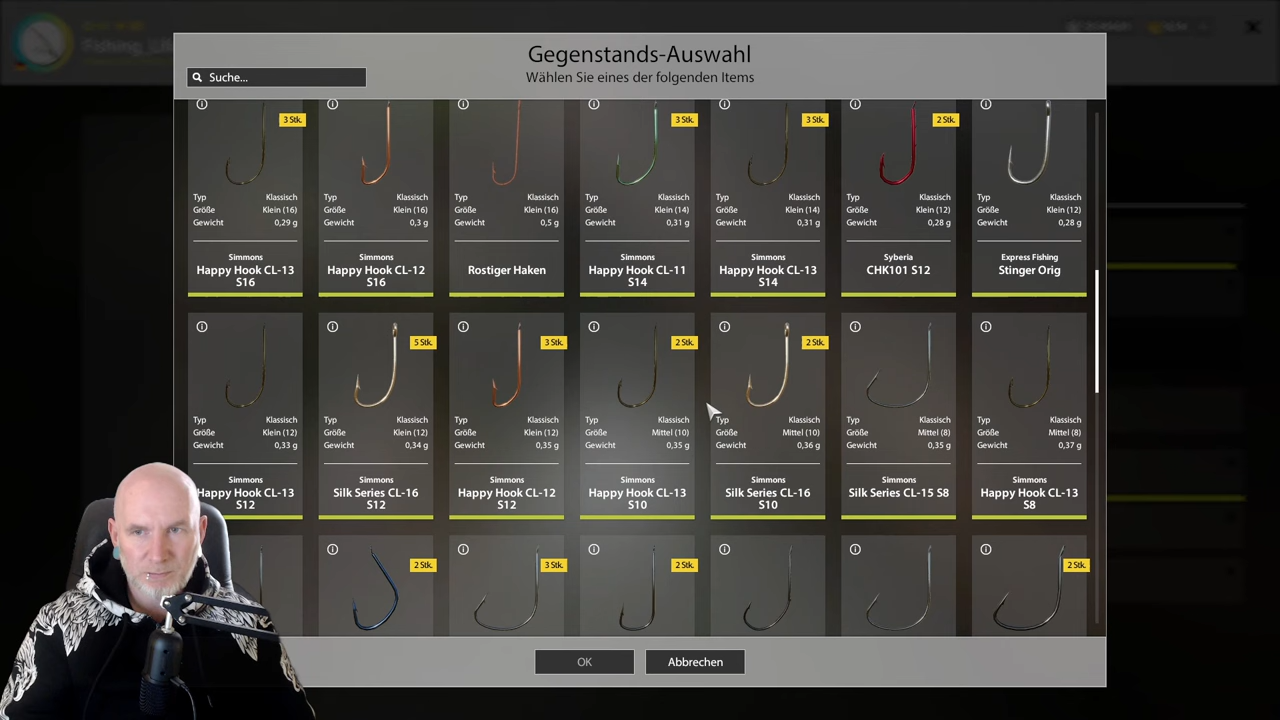 Fishing_
Gegenstands-Auswahl
Wählen Sie eines der folgenden Items
Suche...
3 Stk.
Typ Klassisch
Größe Klein (16)
Gewicht 0,29 g
Simmons
Happy Hook CL-13
S16
Typ Klassisch
Größe Klein (16)
Gewicht 0,3 g
Simmons
Happy Hook CL-12
S16
Typ Klassisch
Größe Klein (16)
Gewicht 0,5 g
Rostiger Haken
3 Stk.
Typ Klassisch
Größe Klein (14)
Gewicht 0,31 g
Simmons
Happy Hook CL-11
S14
3 Stk.
Typ Klassisch
Größe Klein (14)
Gewicht 0,31 g
Simmons
Happy Hook CL-13
S14
2 Stk.
Typ Klassisch
Größe Klein (12)
Gewicht 0,28 g
Syberia
CHK101 S12
Typ Klassisch
Größe Klein (12)
Gewicht 0,28 g
Express Fishing
Stinger Orig
Typ Klassisch
Größe Klein (12)
Gewicht 0,33 g
Simmons
Happy Hook CL-13
S12
5 Stk.
Typ Klassisch
Größe Klein (12)
Gewicht 0,34 g
Simmons
Silk Series CL-16
S12
3 Stk.
Typ Klassisch
Größe Klein (12)
Gewicht 0,35 g
Simmons
Happy Hook CL-12
S12
2 Stk.
Typ Klassisch
Größe Mittel (10)
Gewicht 0,35 g
Simmons
Happy Hook CL-13
S10
2 Stk.
Typ Klassisch
Größe Mittel (10)
Gewicht 0,36 g
Simmons
Silk Series CL-16
S10
Typ Klassisch
Größe Mittel (8)
Gewicht 0,35 g
Simmons
Silk Series CL-15 S8
Typ Klassisch
Größe Mittel (8)
Gewicht 0,37 g
Simmons
Happy Hook CL-13
S8
2 Stk.
3 Stk.
2 Stk.
2 Stk.
OK
Abbrechen